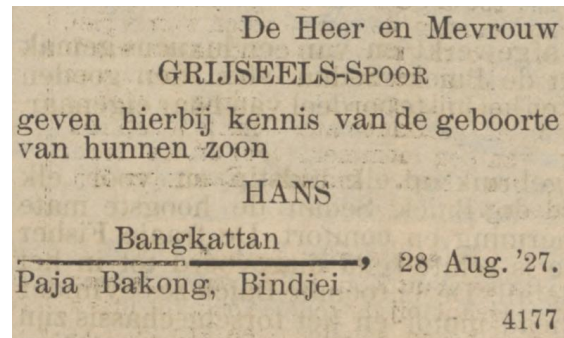 De Heer en Mevrouw
GRIJSEELS-SPOOR
geven hierbij kennis van de geboorte
van hunnen zoon
HANS
Bangkattan
Paja Bakong, Bindjei, 28 Aug. '27.
4177